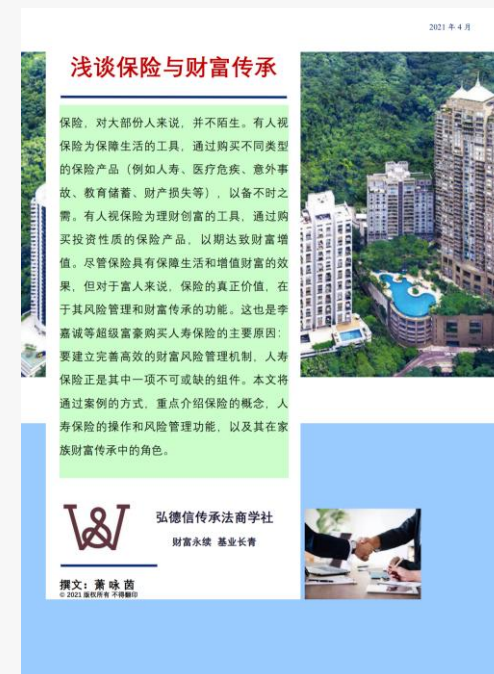 2021 年 4 月
浅谈保险与财富传承
保险，对大部份人来说，并不陌生。有人视
保险为保障生活的工具，通过购买不同类型
的保险产品（例如人寿、医疗危疾、意外事
故、教育储蓄、财产损失等），以备不时之
需。有人视保险为理财创富的工具，通过购
买投资性质的保险产品，以期达致财富增
值。尽管保险具有保障生活和增值财富的效
果，但对于富人来说，保险的真正价值，在
于其风险管理和财富传承的功能。这也是李
嘉诚等超级富豪购买人寿保险的主要原因：
要建立完善高效的财富风险管理机制，人寿
保险正是其中一项不可或缺的组件。本文将
通过案例的方式，重点介绍保险的概念，人
寿保险的操作和风险管理功能，以及其在家
族财富传承中的角色。
弘德信传承法商学社
财富永续 基业长青
撰文：萧 咏 茵
© 2021 版权所有 不得翻印